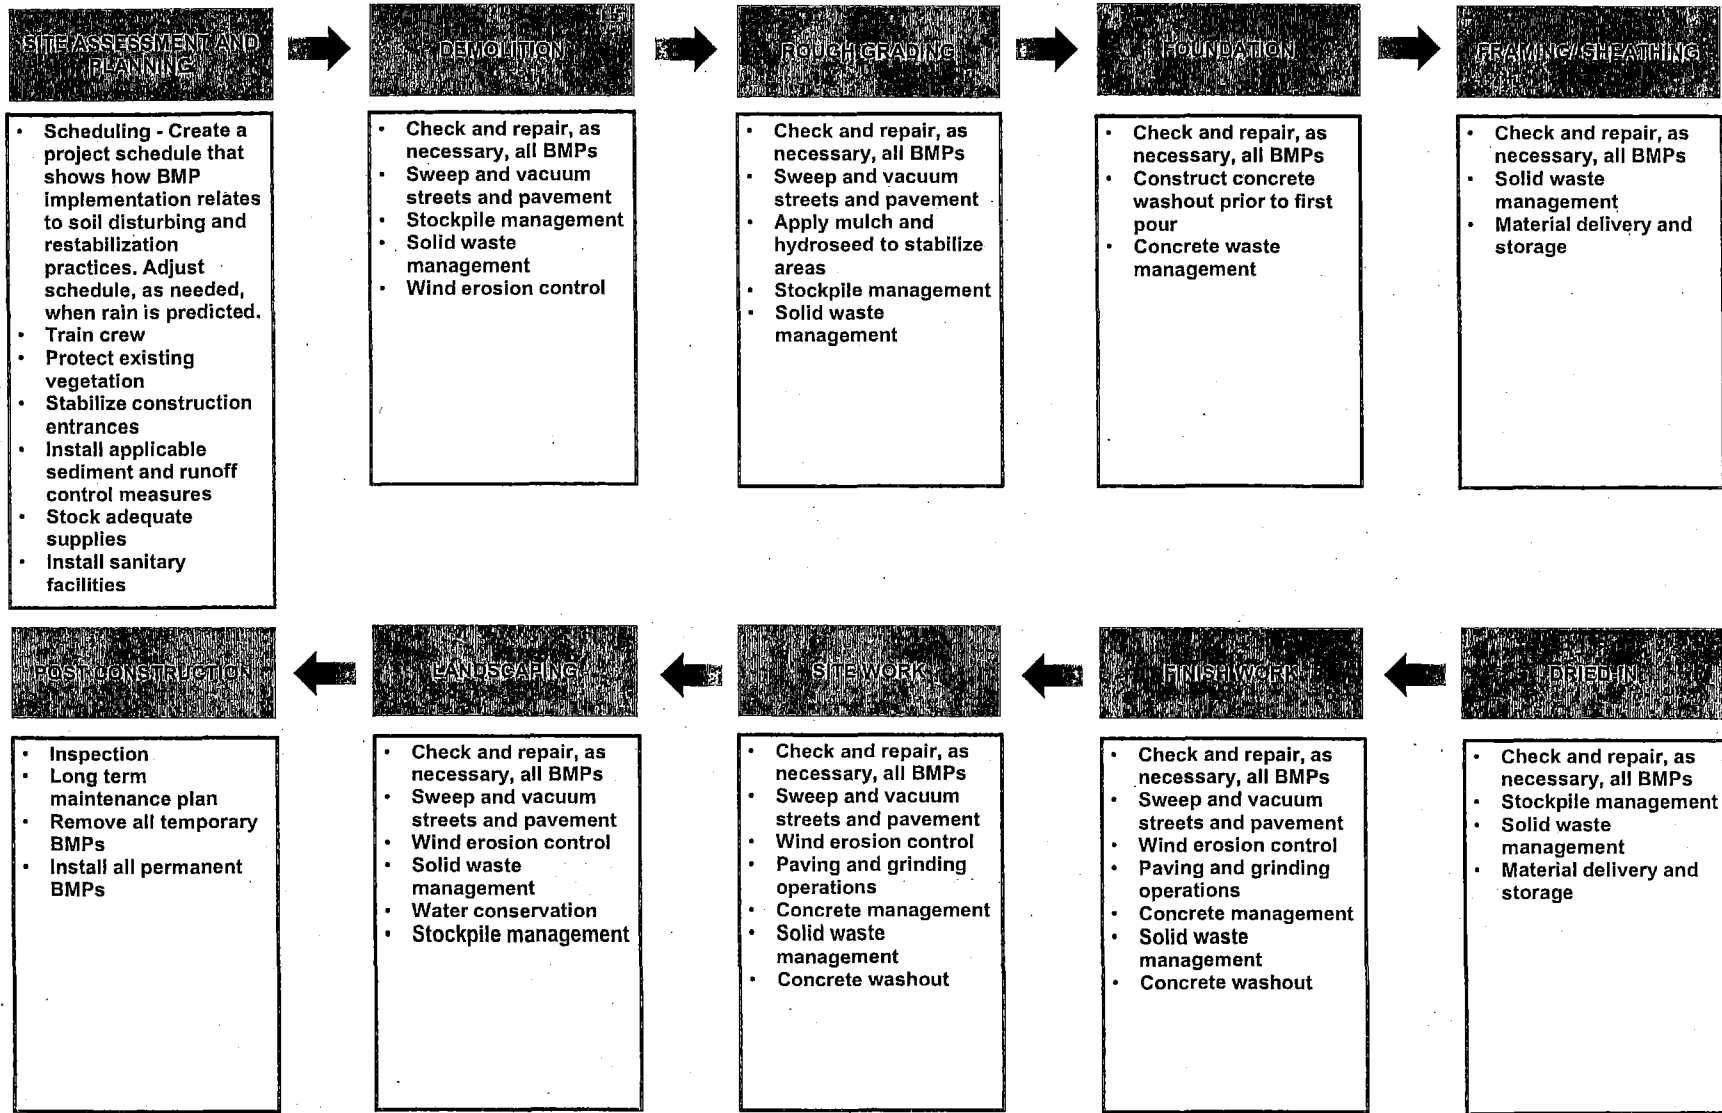 SITE ASSESSMENT AND
PLANNING
• Scheduling - Create a
project schedule that
shows how BMP
implementation relates
to soil disturbing and
restabilization
practices. Adjust
schedule, as needed,
when rain is predicted.
• Train crew
• Protect existing
vegetation
• Stabilize construction
entrances
• Install applicable
sediment and runoff
control measures
• Stock adequate
supplies
• Install sanitary
facilities
DEMOLITION
• Check and repair, as
necessary, all BMPs
• Sweep and vacuum
streets and pavement
• Stockpile management
• Solid waste
management
• Wind erosion control
ROUGH GRADING
• Check and repair, as
necessary, all BMPs
• Sweep and vacuum
streets and pavement
• Apply mulch and
hydroseed to stabilize
areas
• Stockpile management
• Solid waste
management
FOUNDATION
• Check and repair, as
necessary, all BMPs
• Construct concrete
washout prior to first
pour
• Concrete waste
management
FRAMING/SHEATHING
• Check and repair, as
necessary, all BMPs
• Solid waste
management
• Material delivery and
storage
DRIED-IN
• Check and repair, as
necessary, all BMPs
• Stockpile management
• Solid waste
management
• Material delivery and
storage
FINISH WORK
• Check and repair, as
necessary, all BMPs
• Sweep and vacuum
streets and pavement
• Wind erosion control
• Paving and grinding
operations
• Concrete management
• Solid waste
management
• Concrete washout
SITE WORK
• Check and repair, as
necessary, all BMPs
• Sweep and vacuum
streets and pavement
• Wind erosion control
• Paving and grinding
operations
• Concrete management
• Solid waste
management
• Concrete washout
LANDSCAPING
• Check and repair, as
necessary, all BMPs
• Sweep and vacuum
streets and pavement
• Wind erosion control
• Solid waste
management
• Water conservation
• Stockpile management
POST CONSTRUCTION
• Inspection
• Long term
maintenance plan
• Remove all temporary
BMPs
• Install all permanent
BMPs